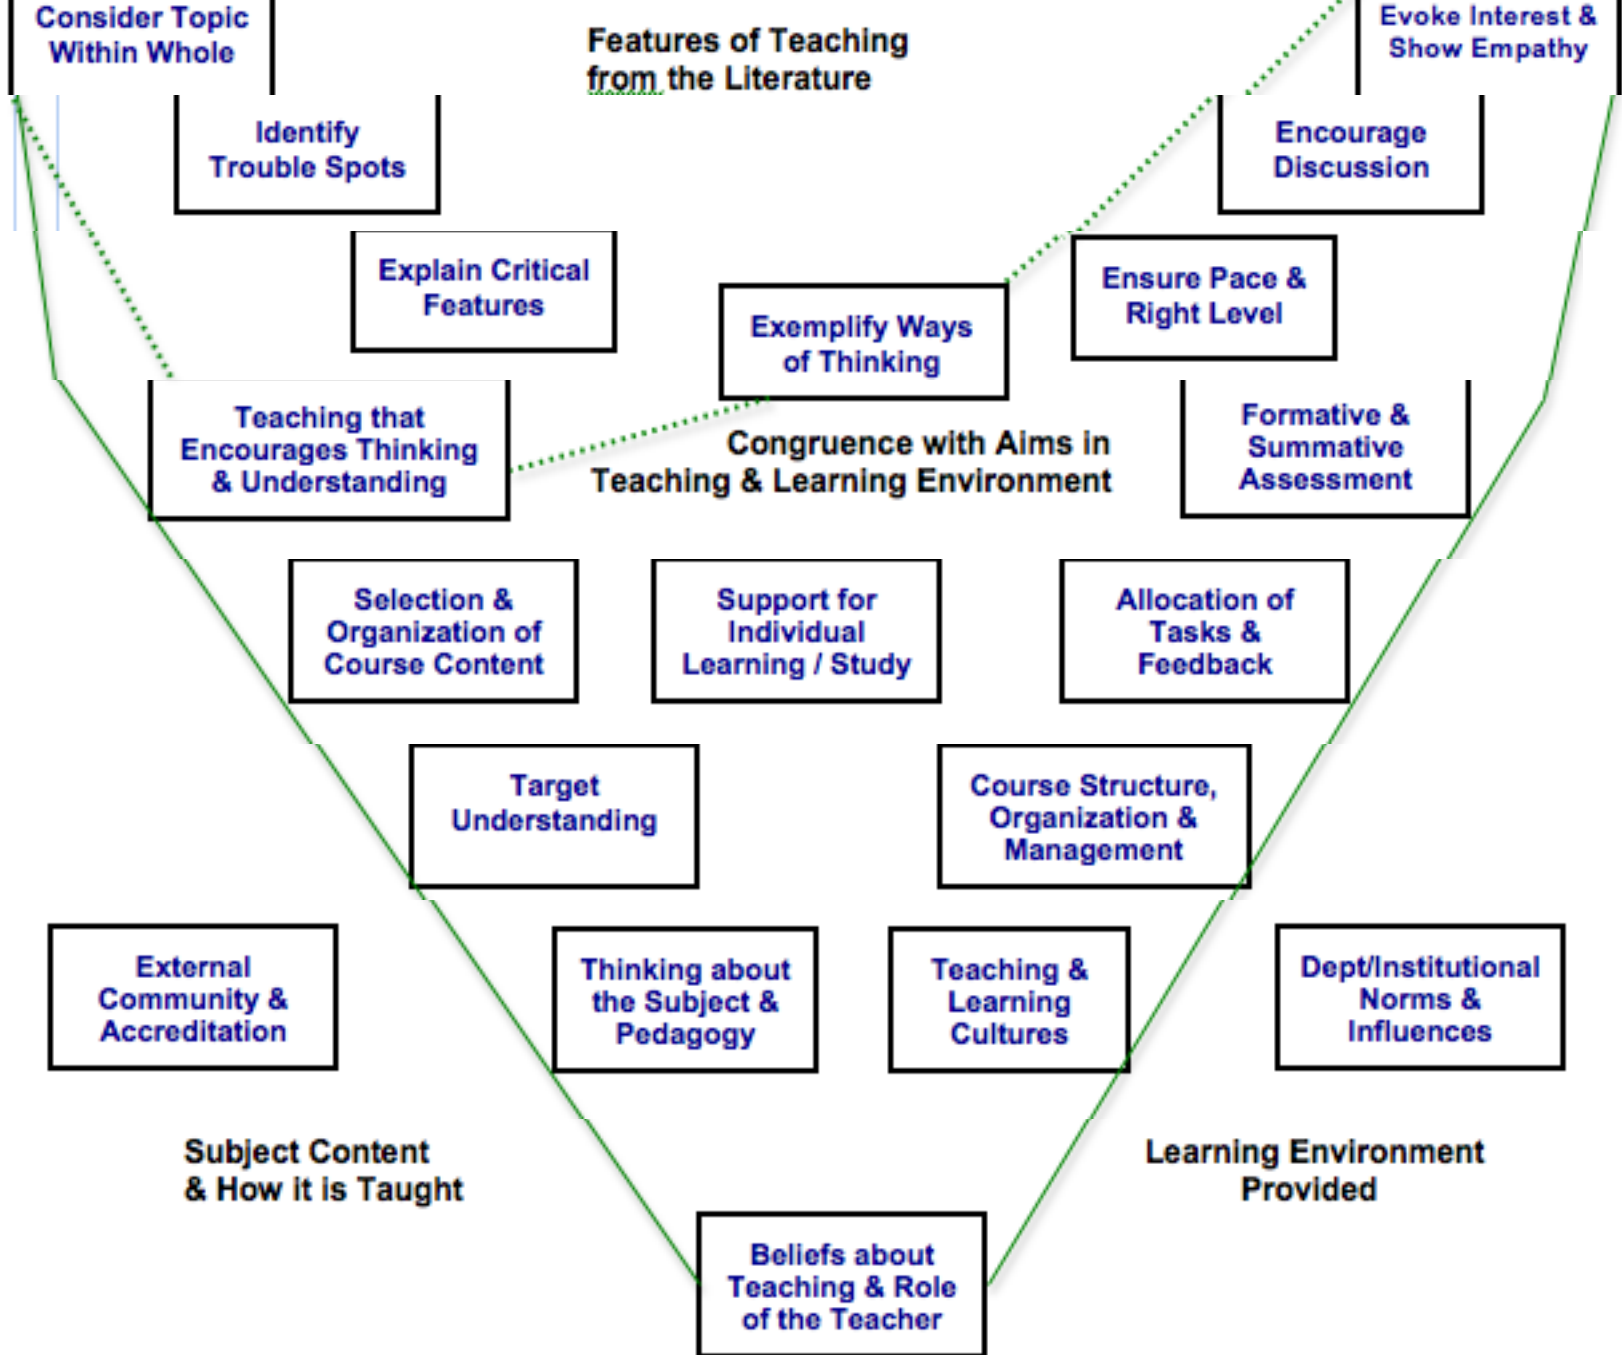 Consider Topic
Within Whole
Features of Teaching
from the Literature
Evoke Interest &
Show Empathy
Identify
Trouble Spots
Encourage
Discussion
Explain Critical
Features
Exemplify Ways
of Thinking
Ensure Pace &
Right Level
Teaching that
Encourages Thinking
& Understanding
Congruence with Aims in
Teaching & Learning Environment
Formative &
Summative
Assessment
Selection &
Organization of
Course Content
Support for
Individual
Learning / Study
Allocation of
Tasks &
Feedback
Target
Understanding
Course Structure,
Organization &
Management
External
Community &
Accreditation
Thinking about
the Subject &
Pedagogy
Teaching &
Learning
Cultures
Dept/Institutional
Norms &
Influences
Subject Content
& How it is Taught
Learning Environment
Provided
Beliefs about
Teaching & Role
of the Teacher